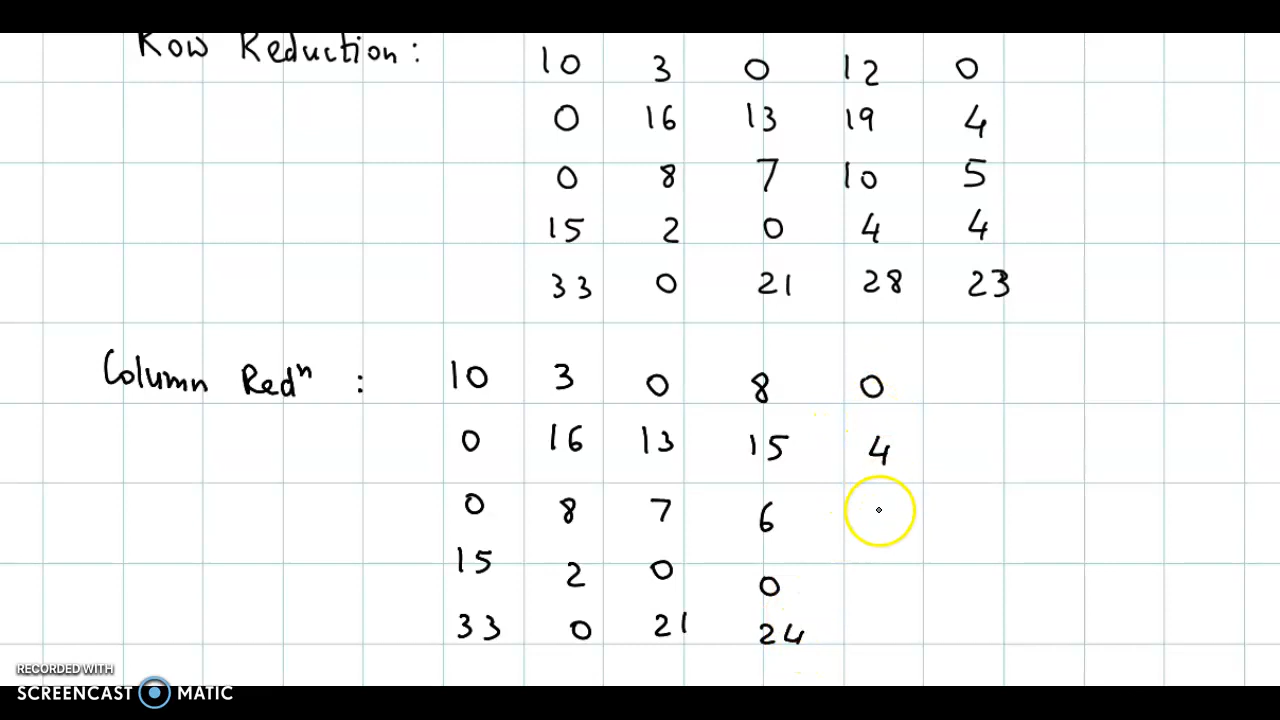 Row Reduction:
10 3 0 12 0
0 16 13 19 4
0 8 7 10 5
15 2 0 4 4
33 0 21 28 23
Column Redⁿ : 10 3 0 8 0
0 16 13 15 4
0 8 7 6
15 2 0 0
33 0 21 24
RECORDED WITH
SCREENCAST MATIC